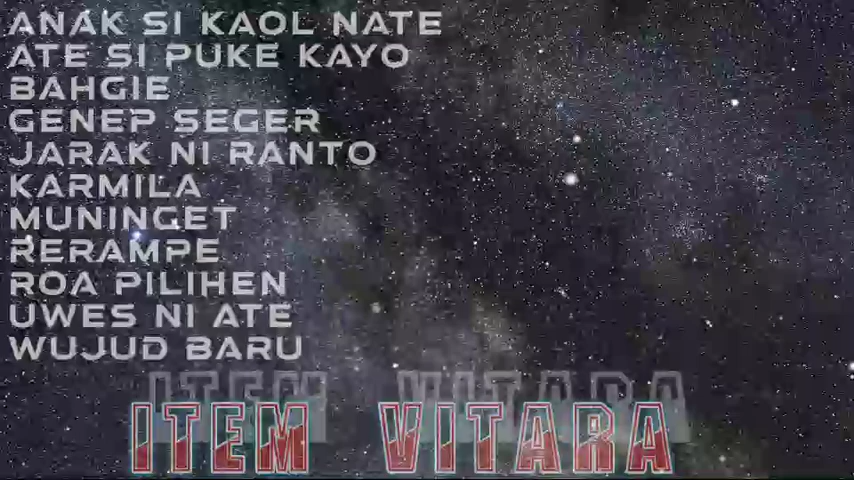 ANAK SI KAOL NATE
ATE SI PUKE KAYO
BAHGIE
GENEP SEGER
JARAK NI RANTO
KARMILA
MUNINGET
RERAMPE
ROA PILIHEN
UWES NI ATE
WUJUD BARU
ITEM VITARA